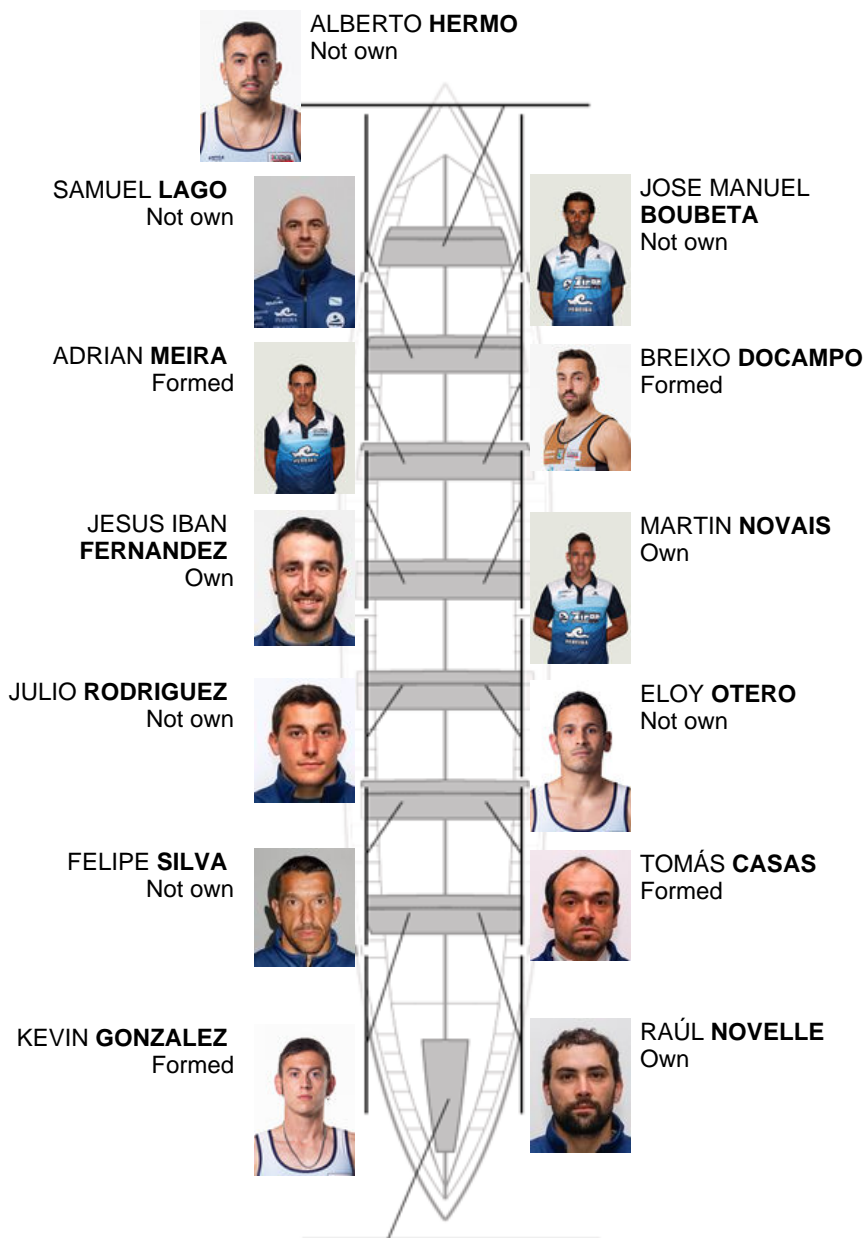 ALBERTO HERMO
Not own
SAMUEL LAGO
Not own
JOSE MANUEL
BOUBETA
Not own
ADRIAN MEIRA
Formed
BREIXO DOCAMPO
Formed
JESUS IBAN
FERNANDEZ
Own
MARTIN NOVAIS
Own
JULIO RODRIGUEZ
Not own
ELOY OTERO
Not own
FELIPE SILVA
Not own
TOMÁS CASAS
Formed
KEVIN GONZALEZ
Formed
RAÚL NOVELLE
Own